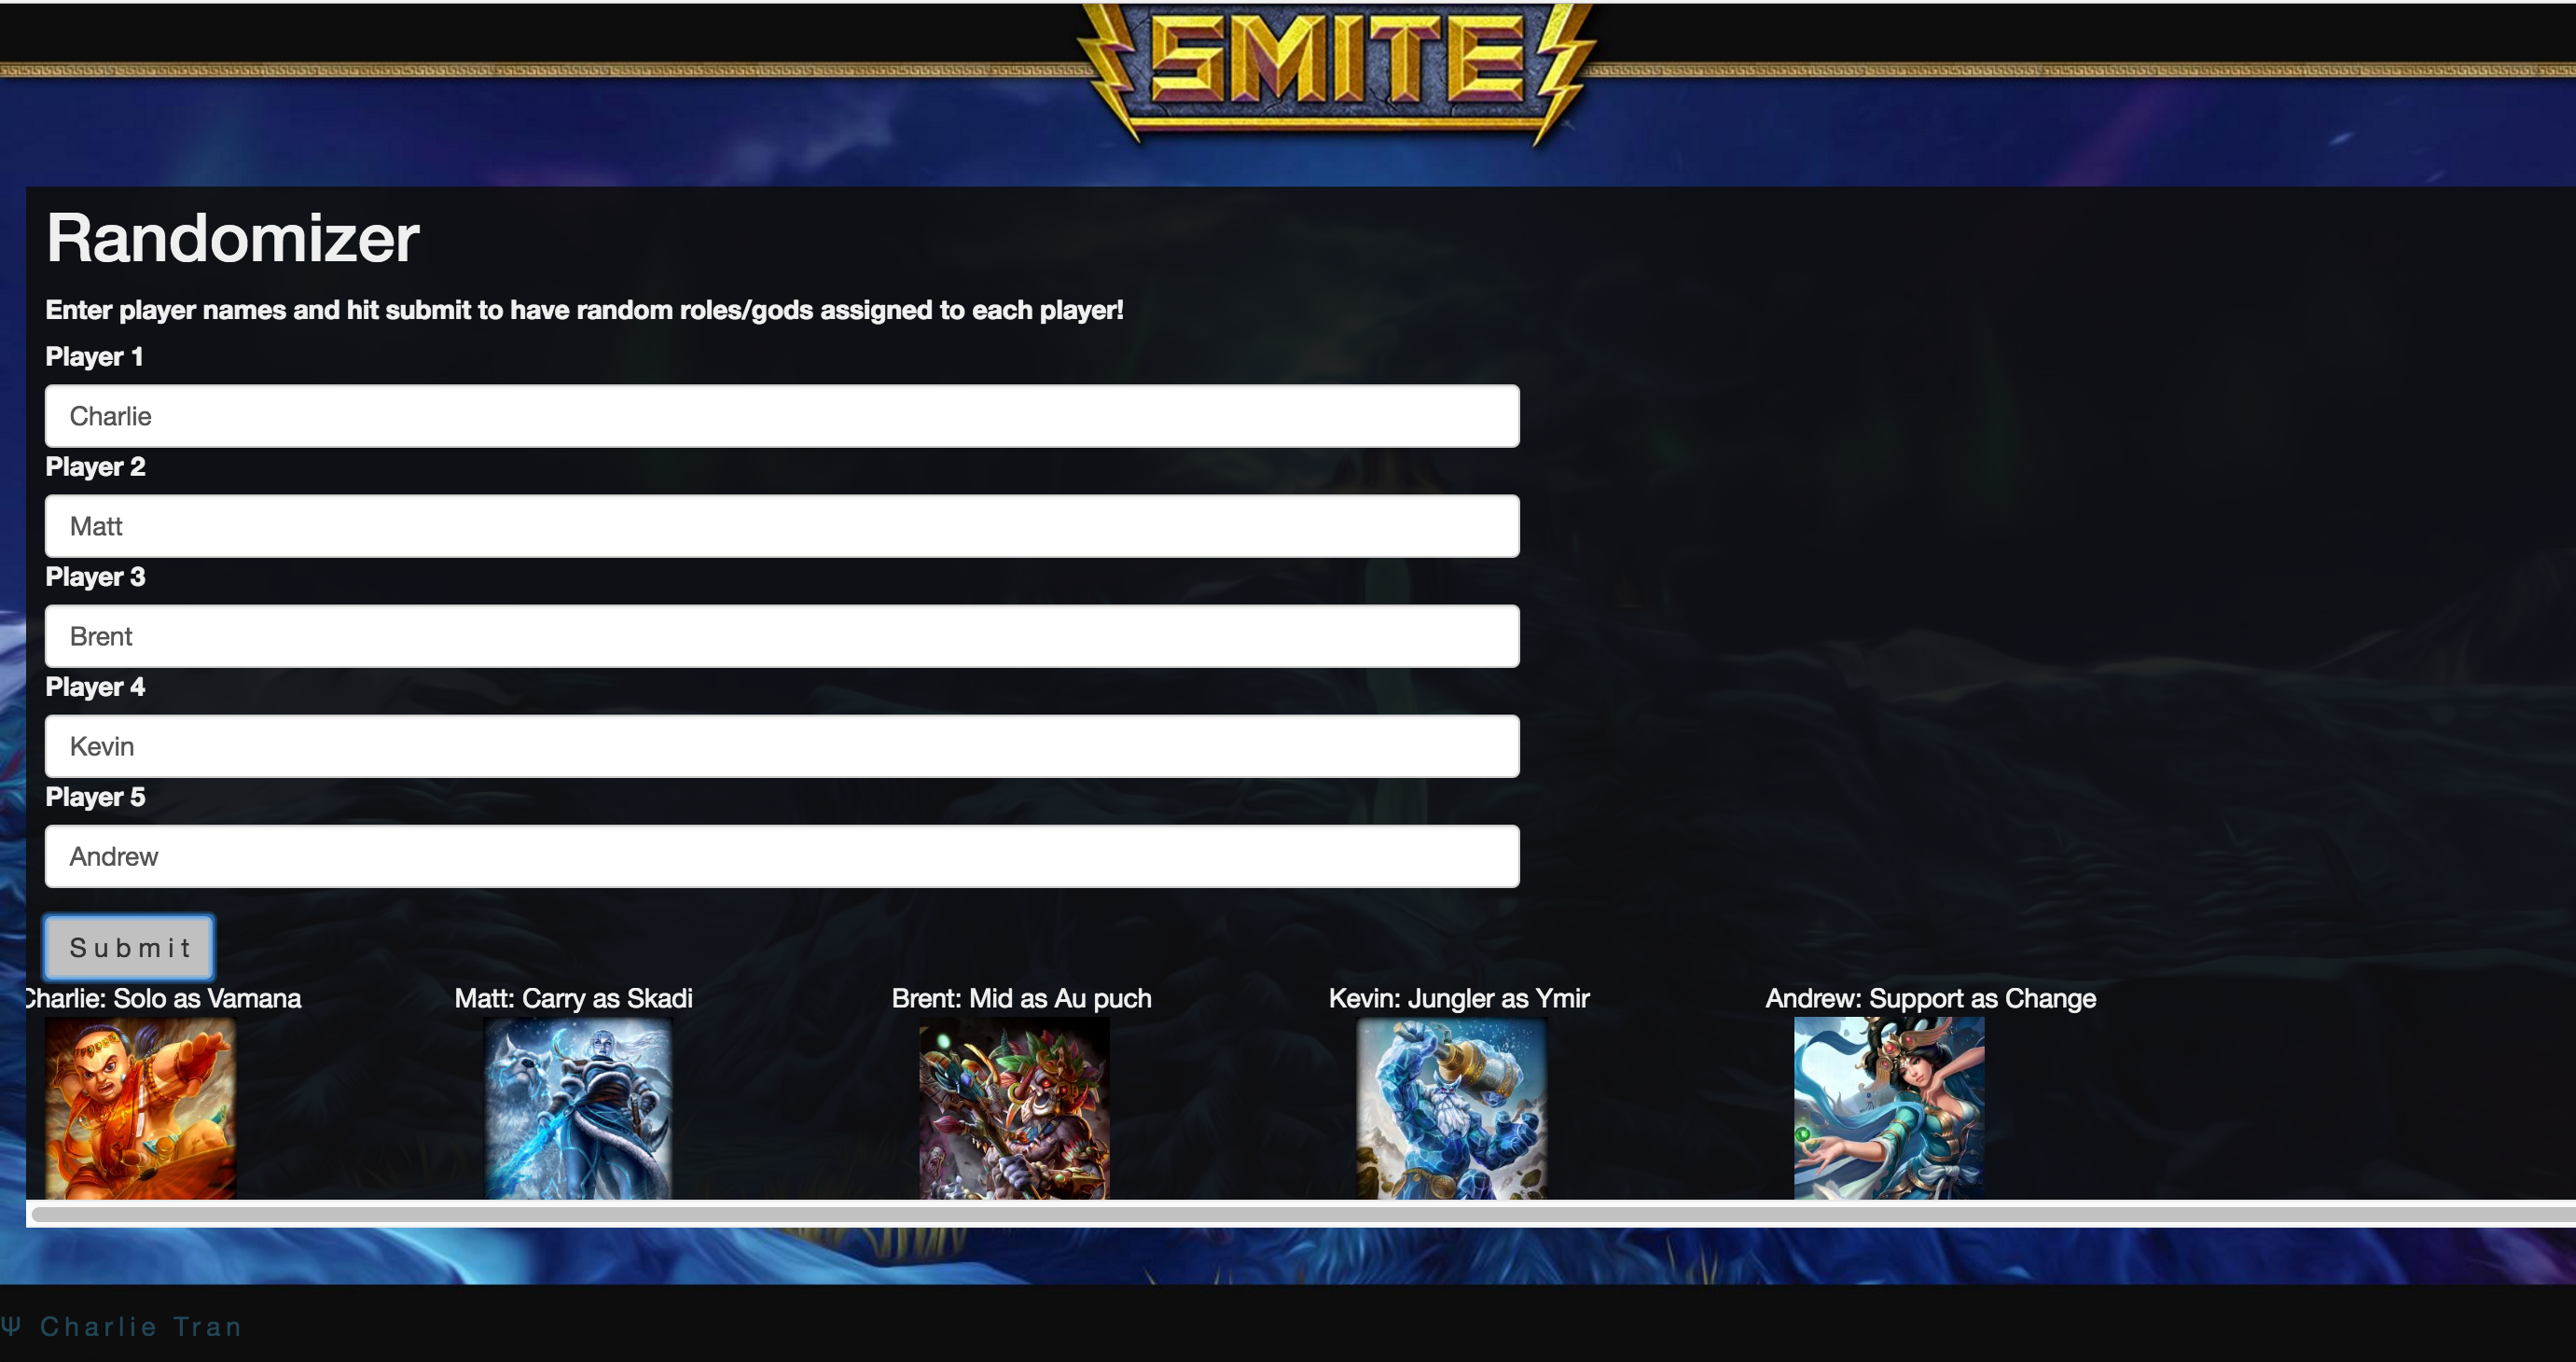 SMITE
Randomizer
Enter player names and hit submit to have random roles/gods assigned to each player!
Player 1
Charlie
Player 2
Matt
Player 3
Brent
Player 4
Kevin
Player 5
Andrew
Submit
Charlie: Solo as Vamana
Matt: Carry as Skadi
Brent: Mid as Au puch
Kevin: Jungler as Ymir
Andrew: Support as Change
Ψ Charlie Tran